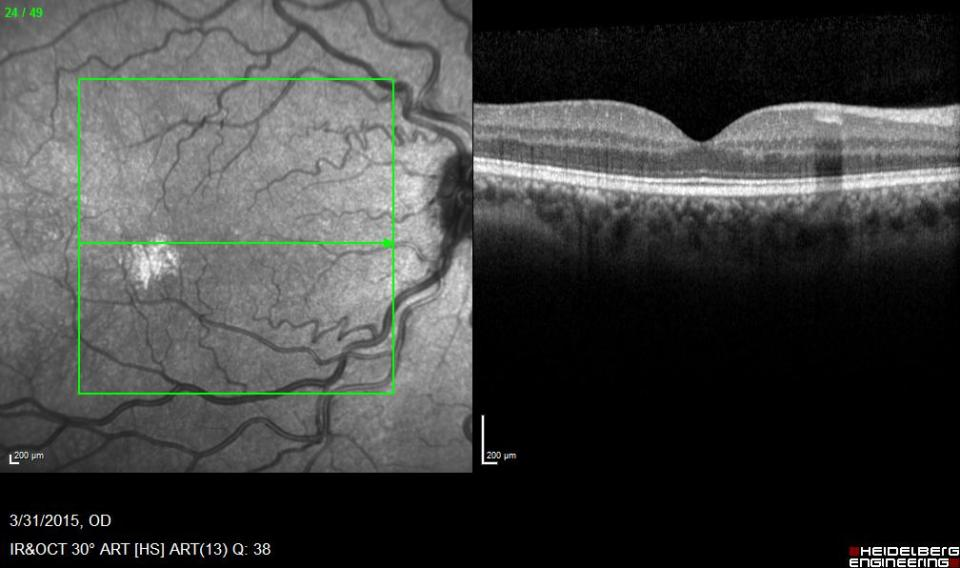 24 / 49
200 µm
200 µm
3/31/2015, OD
IR&OCT 30° ART [HS] ART(13) Q: 38
HEIDELBERG
ENGINEERING